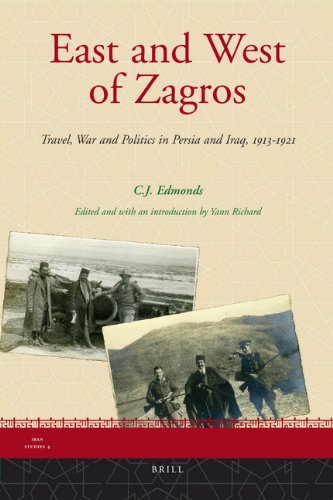 East and West
of Zagros
Travel, War and Politics in Persia and Iraq, 1913-1921
C.J. Edmonds
Edited and with an introduction by Yann Richard
IRAN
STUDIES 4
BRILL